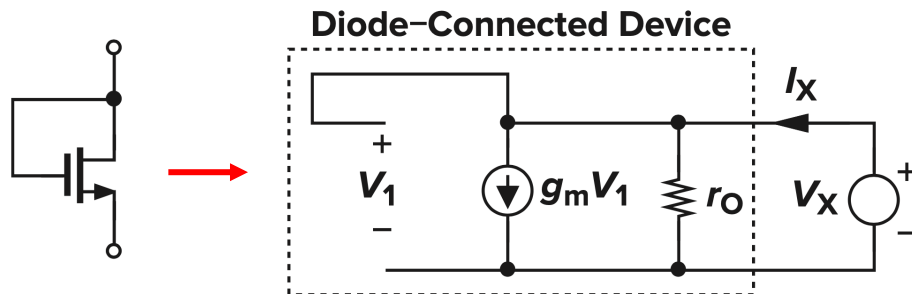 Diode–Connected Device
I_X
+
V_1
–
g_mV_1
r_O
V_X
+
–